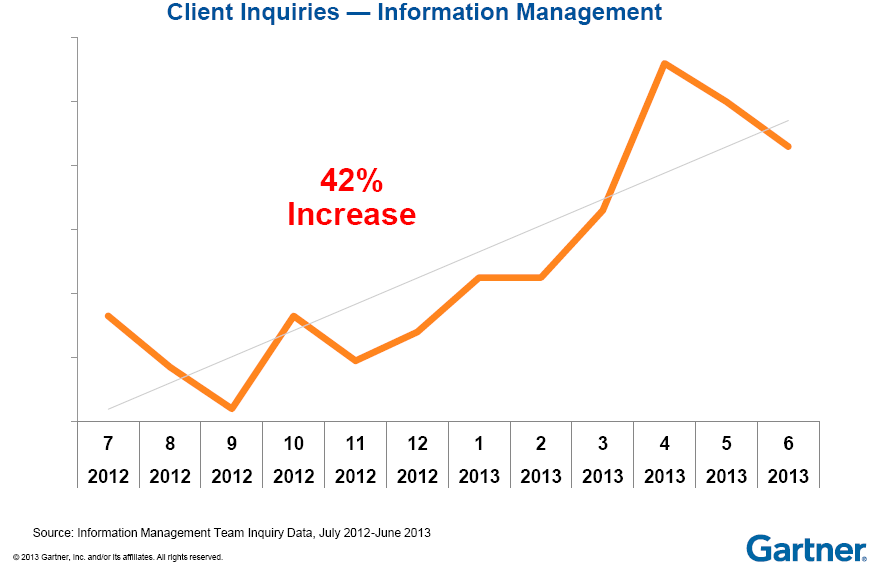 Client Inquiries — Information Management
42%
Increase
7 8 9 10 11 12 1 2 3 4 5 6
2012 2012 2012 2012 2012 2012 2013 2013 2013 2013 2013 2013
Source: Information Management Team Inquiry Data, July 2012-June 2013
© 2013 Gartner, Inc. and/or its affiliates. All rights reserved.
Gartner®